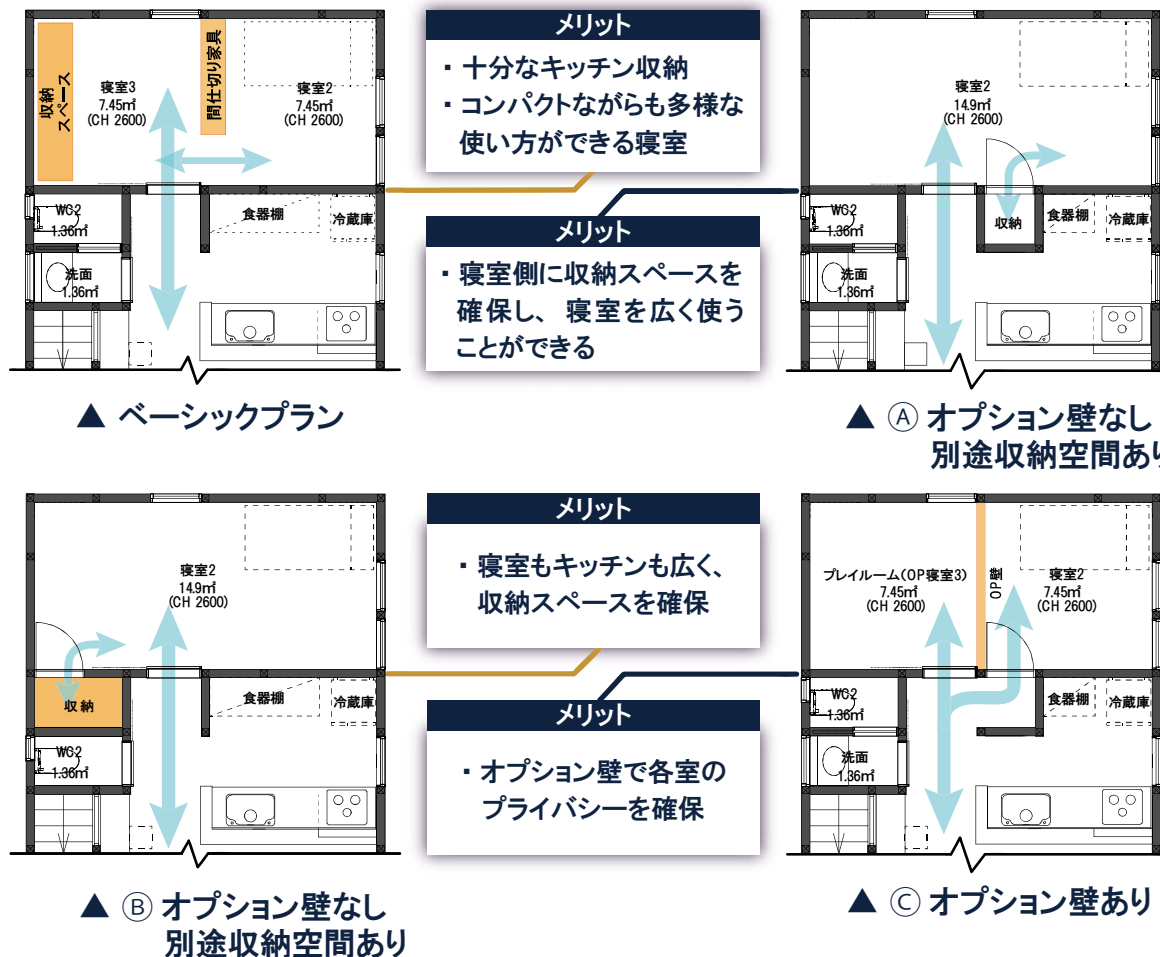 収納
スペース
寝室3
7.45㎡
(CH 2600)
間仕切り家具
寝室2
7.45㎡
(CH 2600)
WC2
1.36㎡
洗面
1.36㎡
食器棚
冷蔵庫
▲ ベーシックプラン
メリット
・十分なキッチン収納
・コンパクトながらも多様な
使い方ができる寝室
メリット
・寝室側に収納スペースを
確保し、寝室を広く使う
ことができる
寝室2
14.9㎡
(CH 2600)
WC2
1.36㎡
洗面
1.36㎡
収納
食器棚
冷蔵庫
▲ Ⓐ オプション壁なし
別途収納空間あり
寝室2
14.9㎡
(CH 2600)
収納
WC2
1.36㎡
食器棚
冷蔵庫
▲ Ⓑ オプション壁なし
別途収納空間あり
メリット
・寝室もキッチンも広く、
収納スペースを確保
メリット
・オプション壁で各室の
プライバシーを確保
プレイルーム(OP寝室3)
7.45㎡
(CH 2600)
OP壁
寝室2
7.45㎡
(CH 2600)
WC2
1.36㎡
洗面
1.36㎡
食器棚
冷蔵庫
▲ Ⓒ オプション壁あり